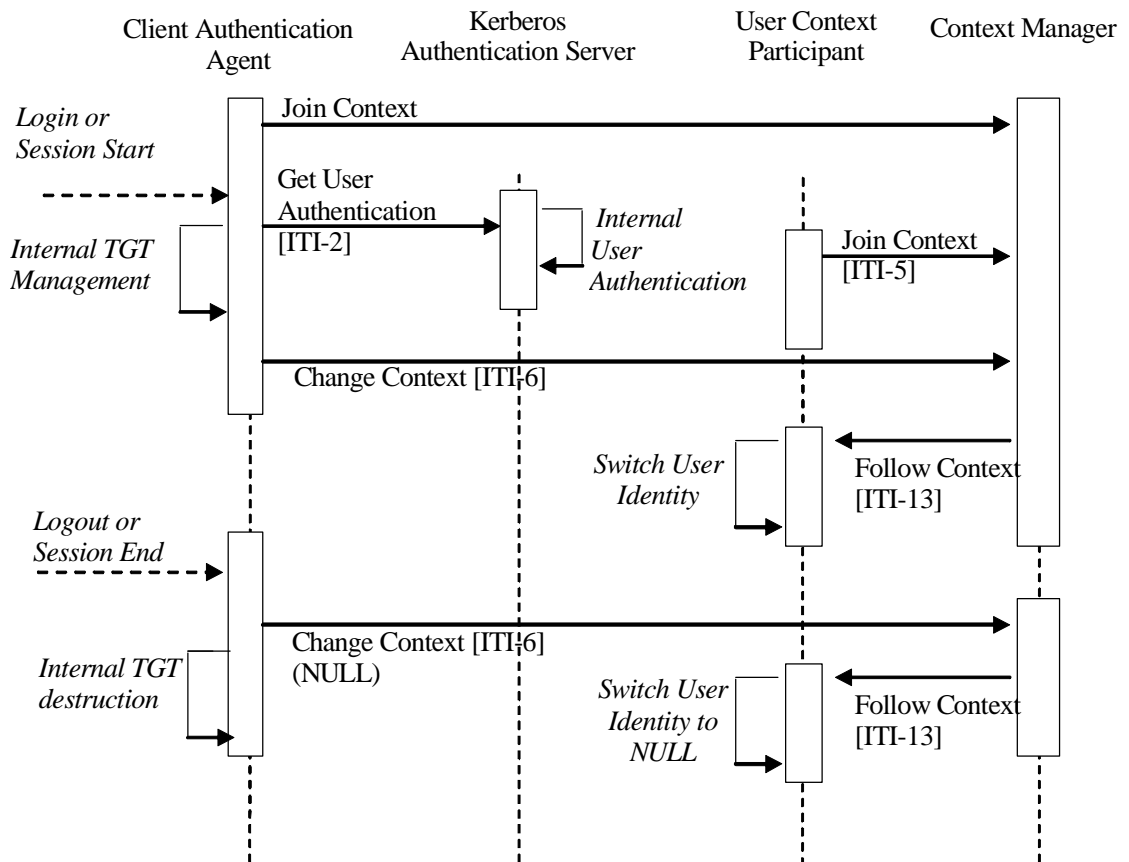 Client Authentication
Agent
Kerberos
Authentication Server
User Context
Participant
Context Manager
Join Context
Login or
Session Start
Get User
Authentication
[ITI-2]
Internal
User
Authentication
Join Context
[ITI-5]
Internal TGT
Management
Change Context [ITI-6]
Switch User
Identity
Follow Context
[ITI-13]
Logout or
Session End
Change Context [ITI-6]
(NULL)
Internal TGT
destruction
Switch User
Identity to
NULL
Follow Context
[ITI-13]